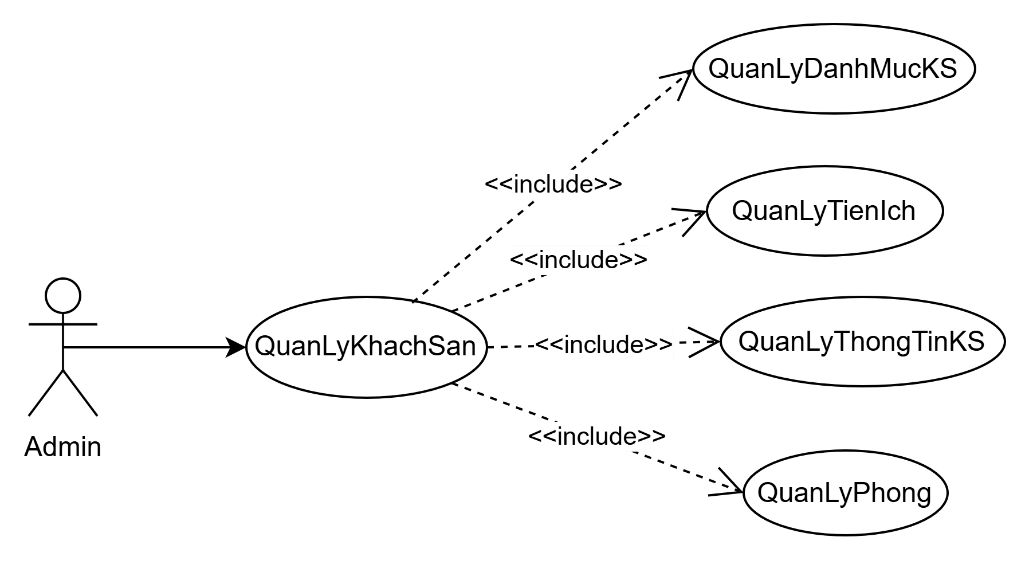 QuanLyDanhMucKS
<<include>>
QuanLyTienIch
<<include>>
QuanLyKhachSan
<<include>>
QuanLyThongTinKS
Admin
<<include>>
QuanLyPhong